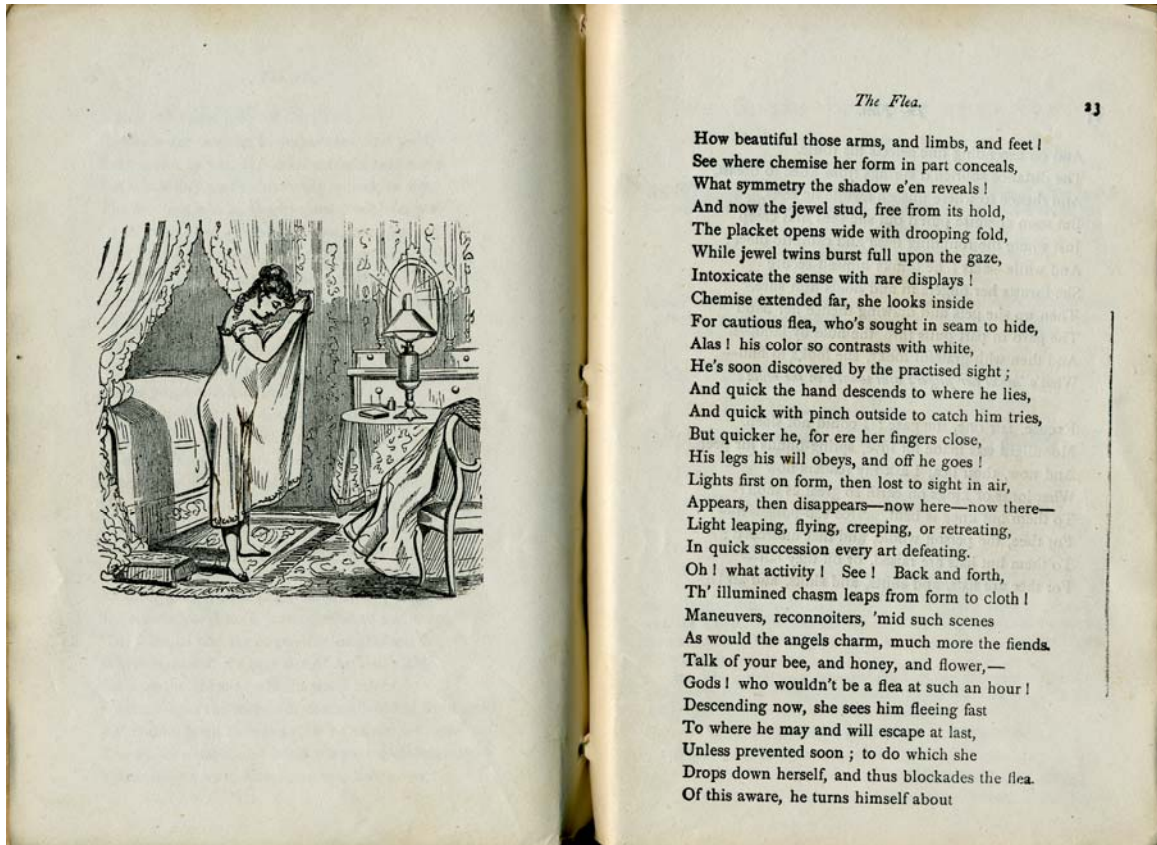 The Flea. 23
How beautiful those arms, and limbs, and feet!
See where chemise her form in part conceals,
What symmetry the shadow e'en reveals!
And now the jewel stud, free from its hold,
The placket opens wide with drooping fold,
While jewel twins burst full upon the gaze,
Intoxicate the sense with rare displays!
Chemise extended far, she looks inside
For cautious flea, who's sought in seam to hide,
Alas! his color so contrasts with white,
He's soon discovered by the practised sight;
And quick the hand descends to where he lies,
And quick with pinch outside to catch him tries,
But quicker he, for ere her fingers close,
His legs his will obeys, and off he goes!
Lights first on form, then lost to sight in air,
Appears, then disappears—now here—now there—
Light leaping, flying, creeping, or retreating,
In quick succession every art defeating.
Oh! what activity! See! Back and forth,
Th' illumined chasm leaps from form to cloth!
Maneuvers, reconnoiters, 'mid such scenes
As would the angels charm, much more the fiends.
Talk of your bee, and honey, and flower,—
Gods! who wouldn't be a flea at such an hour!
Descending now, she sees him fleeing fast
To where he may and will escape at last,
Unless prevented soon; to do which she
Drops down herself, and thus blockades the flea.
Of this aware, he turns himself about